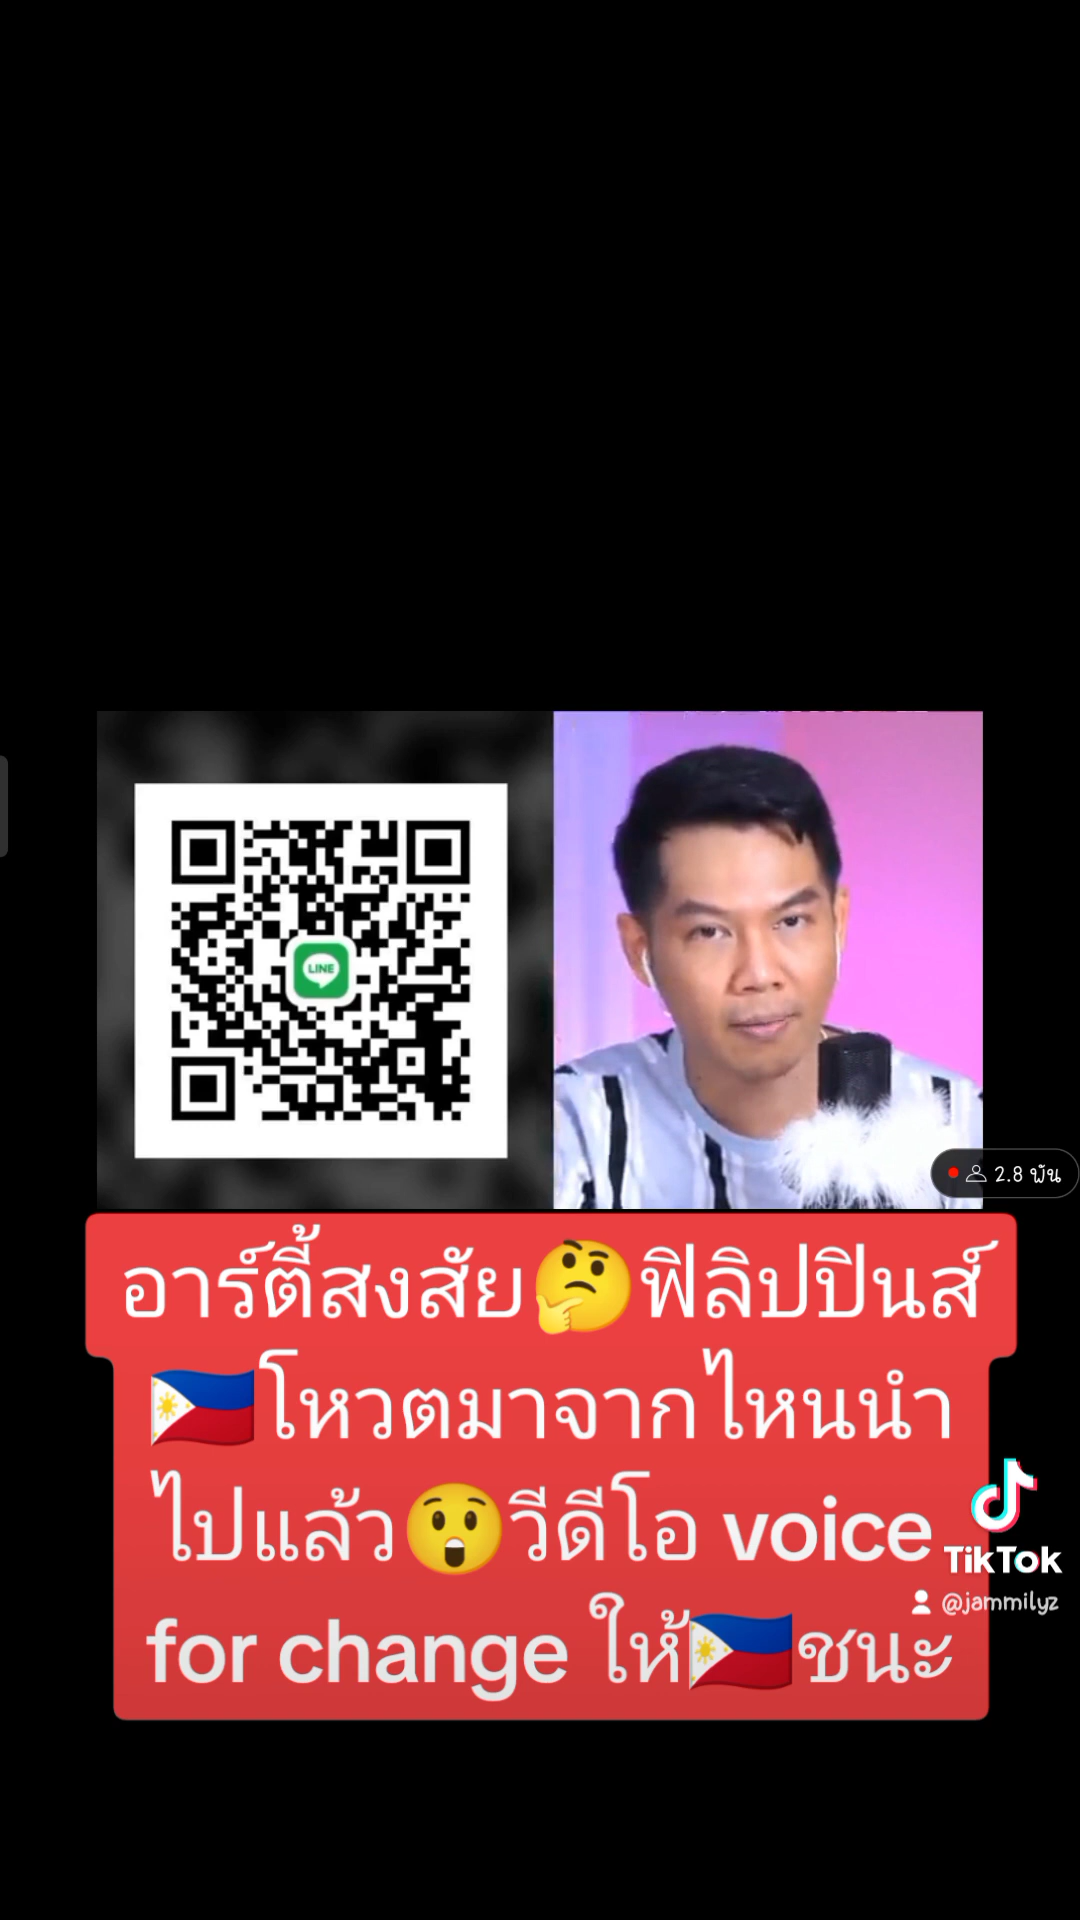 LINE
2.8 พัน
อาร์ตี้สงสัย🤔ฟิลิปปินส์
🇵🇭โหวตมาจากไหนนำ
ไปแล้ว😲วีดีโอ voice
for change ให้🇵🇭ชนะ
TikTok
@jammilyz